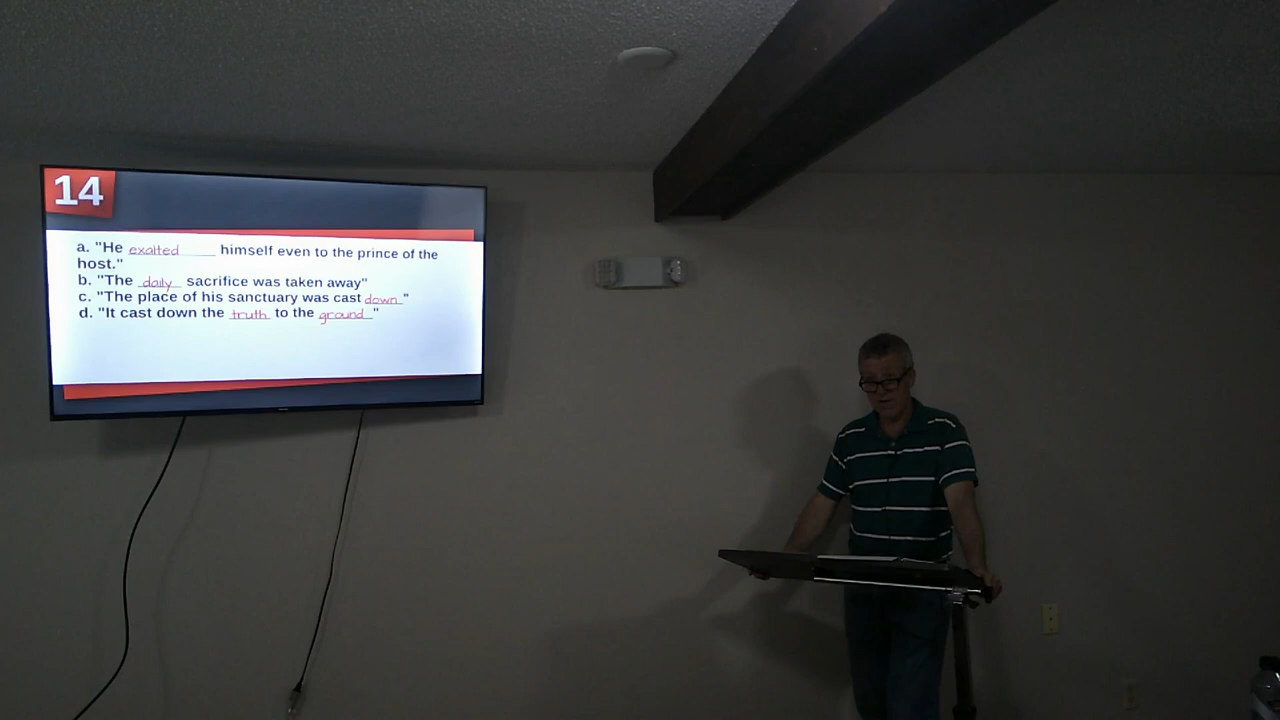 14
a. "He exalted himself even to the prince of the
host."
b. "The daily sacrifice was taken away"
c. "The place of his sanctuary was cast down"
d. "It cast down the truth to the ground"